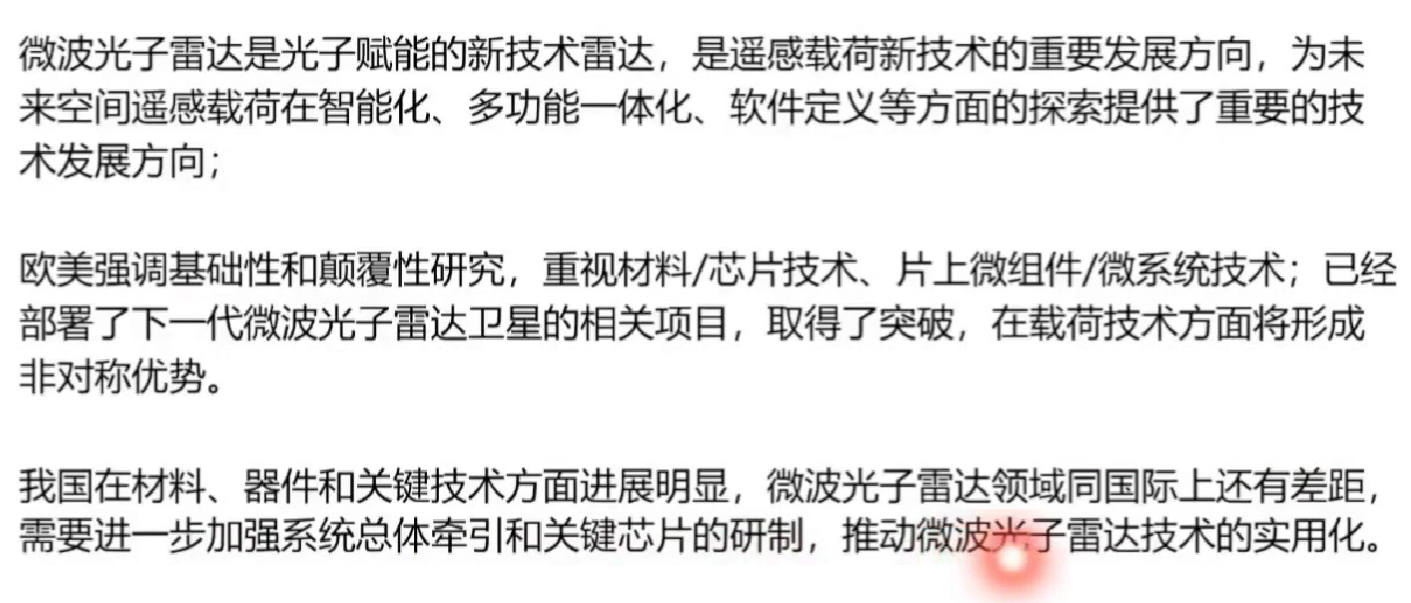 微波光子雷达是光子赋能的新技术雷达，是遥感载荷新技术的重要发展方向，为未
来空间遥感载荷在智能化、多功能一体化、软件定义等方面的探索提供了重要的技
术发展方向；
欧美强调基础性和颠覆性研究，重视材料/芯片技术、片上微组件/微系统技术；已经
部署了下一代微波光子雷达卫星的相关项目，取得了突破，在载荷技术方面将形成
非对称优势。
我国在材料、器件和关键技术方面进展明显，微波光子雷达领域同国际上还有差距，
需要进一步加强系统总体牵引和关键芯片的研制，推动微波光子雷达技术的实用化。